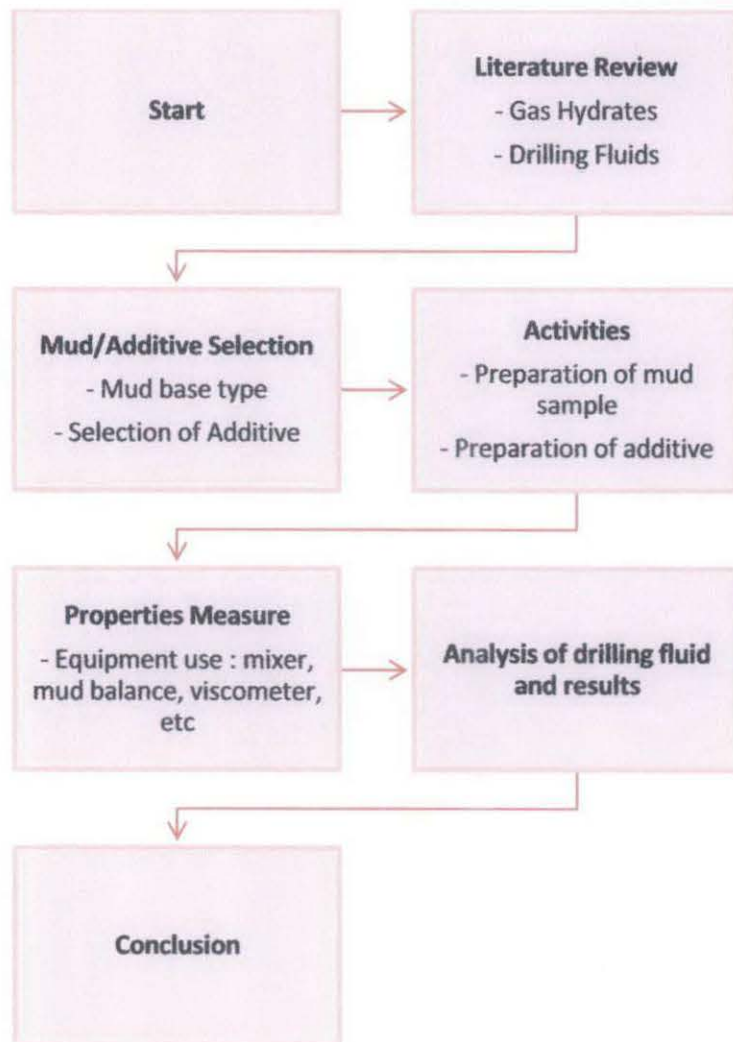 Start
Literature Review
- Gas Hydrates
- Drilling Fluids
Mud/Additive Selection
- Mud base type
- Selection of Additive
Activities
- Preparation of mud
sample
- Preparation of additive
Properties Measure
- Equipment use : mixer,
mud balance, viscometer,
etc
Analysis of drilling fluid
and results
Conclusion